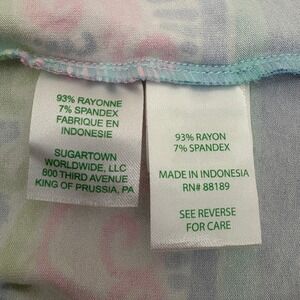 93% RAYONNE
7% SPANDEX
FABRIQUE EN
INDONESIE
SUGARTOWN
WORLDWIDE, LLC
800 THIRD AVENUE
KING OF PRUSSIA, PA
93% RAYON
7% SPANDEX
MADE IN INDONESIA
RN# 88189
SEE REVERSE
FOR CARE